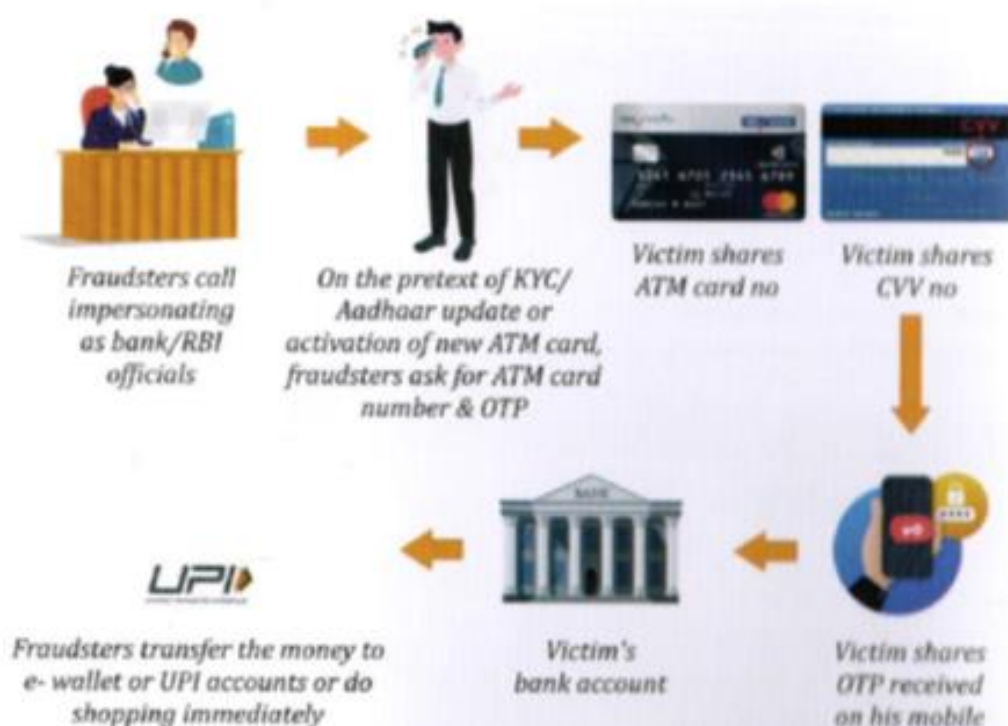 CVV
Fraudsters call
impersonating
as bank/RBI
officials
On the pretext of KYC/
Aadhaar update or
activation of new ATM card,
fraudsters ask for ATM card
number & OTP
Victim shares
ATM card no
Victim shares
CVV no
BANK
UPI
Fraudsters transfer the money to
e- wallet or UPI accounts or do
shopping immediately
Victim's
bank account
Victim shares
OTP received
on his mobile